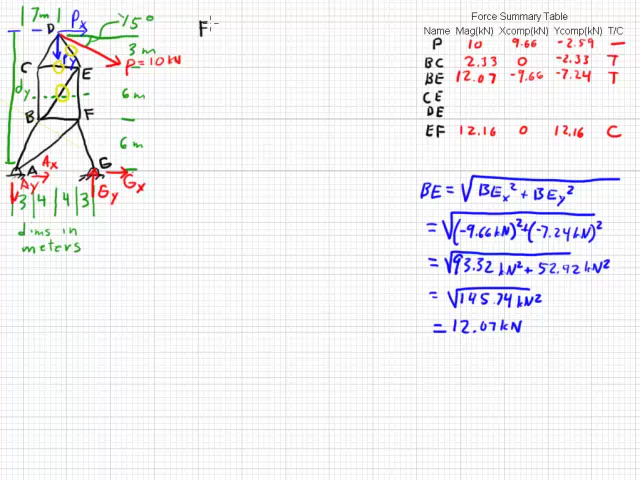 | 7m |
D Px
15°
3 m
Py
P=10 kN
C E
dy
6 m
B F
6 m
A Ax G
Ay Gy Gx
|3|4|4|3|
dims in
meters
F
Force Summary Table
Name Mag(kN) Xcomp(kN) Ycomp(kN) T/C
P 10 9.66 -2.59 —
BC 2.33 0 -2.33 T
BE 12.07 -9.66 -7.24 T
CE
DE
EF 12.16 0 12.16 C
BE = √BEx² + BEy²
= √(-9.66 kN)² + (-7.24 kN)²
= √93.32 kN² + 52.42 kN²
= √145.74 kN²
= 12.07 kN